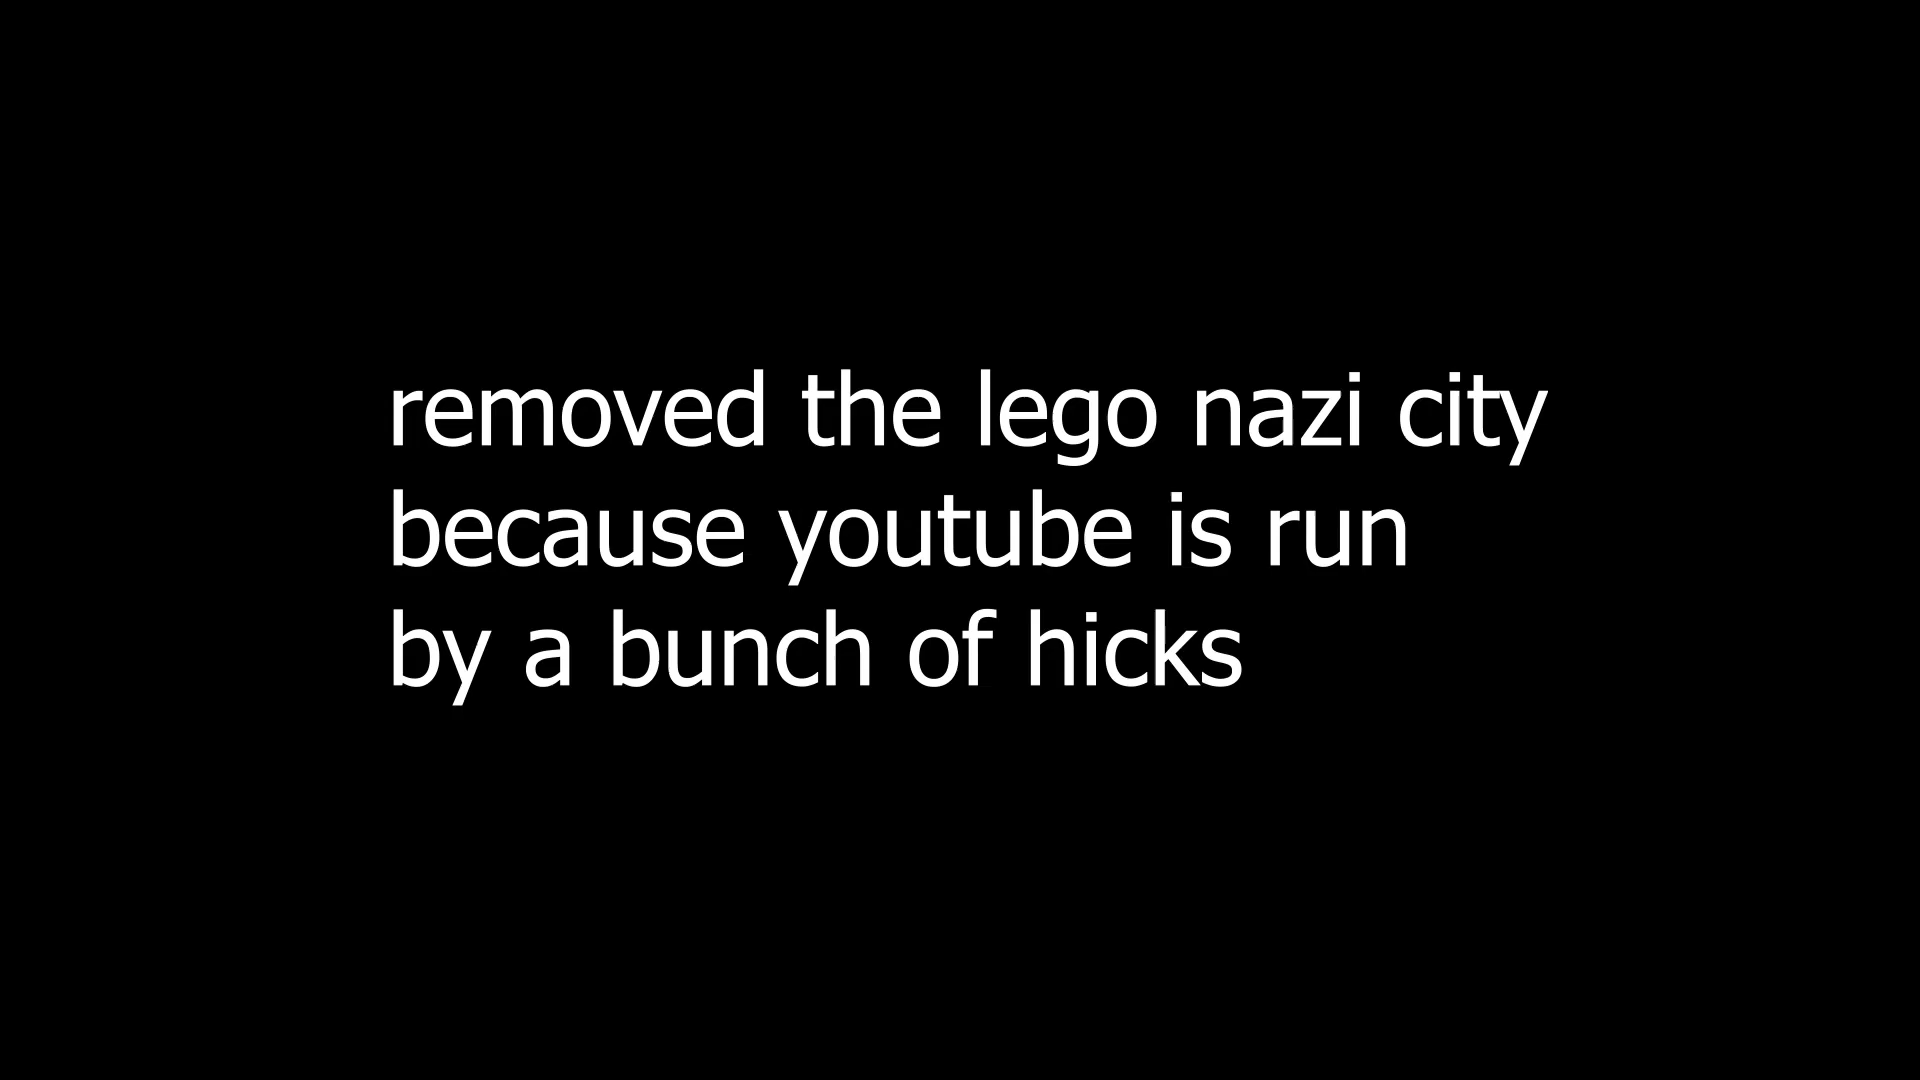 removed the lego nazi city
because youtube is run
by a bunch of hicks